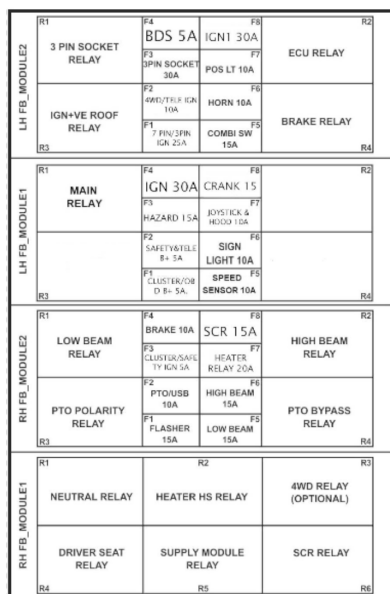 LH FB_MODULE2
R1
3 PIN SOCKET
RELAY
F4
BDS 5A
F8
IGN1 30A
R2
ECU RELAY
F3
3PIN SOCKET
30A
F7
POS LT 10A
IGN+VE ROOF
RELAY
R3
F2
4WD/TELE IGN
10A
F6
HORN 10A
BRAKE RELAY
R4
F1
7 PIN/3PIN
IGN 25A
F5
COMBI SW
15A
LH FB_MODULE1
R1
MAIN
RELAY
F4
IGN 30A
F8
CRANK 15
R2
F3
HAZARD 15A
F7
JOYSTICK &
HOOD 10A
R3
F2
SAFETY&TELE
B+ 5A
F6
SIGN
LIGHT 10A
R4
F1
CLUSTER/OB
D B+ 5A.
F5
SPEED
SENSOR 10A
RH FB_MODULE2
R1
LOW BEAM
RELAY
F4
BRAKE 10A
F8
SCR 15A
R2
HIGH BEAM
RELAY
F3
CLUSTER/SAFE
TY IGN 5A
F7
HEATER
RELAY 20A
PTO POLARITY
RELAY
R3
F2
PTO/USB
10A
F6
HIGH BEAM
15A
PTO BYPASS
RELAY
R4
F1
FLASHER
15A
F5
LOW BEAM
15A
RH FB_MODULE1
R1
NEUTRAL RELAY
R2
HEATER HS RELAY
R3
4WD RELAY
(OPTIONAL)
DRIVER SEAT
RELAY
R4
SUPPLY MODULE
RELAY
R5
SCR RELAY
R6